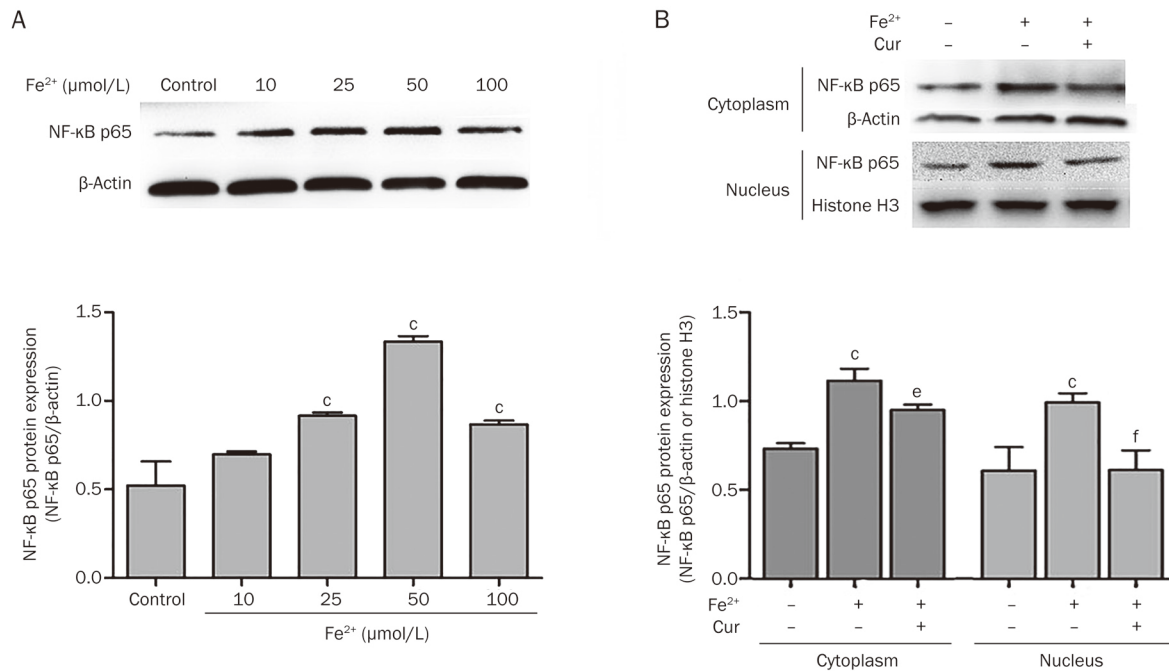 A
Fe²⁺ (μmol/L) Control 10 25 50 100
NF-κB p65
β-Actin
NF-κB p65 protein expression
(NF-κB p65/β-actin)
1.5
1.0
0.5
0.0
c
c
c
Control 10 25 50 100
Fe²⁺ (μmol/L)
B
Fe²⁺ – + +
Cur – – +
Cytoplasm
NF-κB p65
β-Actin
Nucleus
NF-κB p65
Histone H3
NF-κB p65 protein expression
(NF-κB p65/β-actin or histone H3)
1.5
1.0
0.5
0.0
c
e
c
f
Fe²⁺ – + + – + +
Cur – – + – – +
Cytoplasm Nucleus